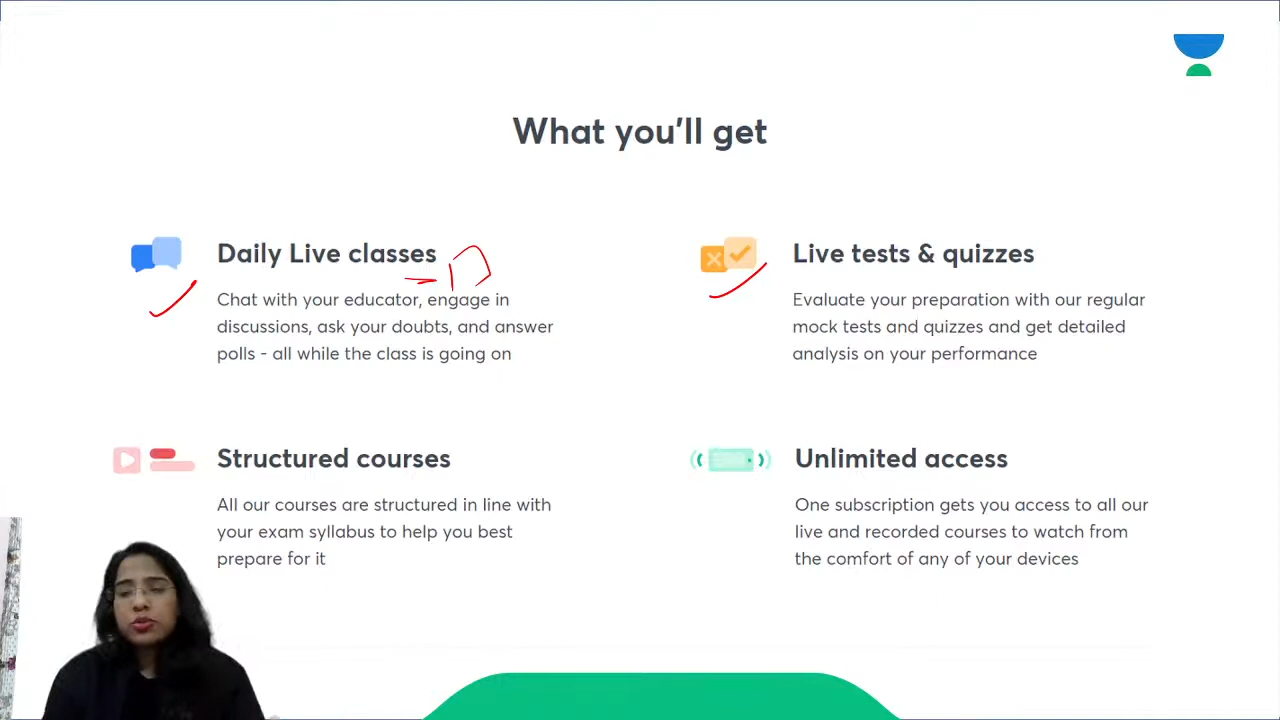 What you'll get
Daily Live classes
Chat with your educator, engage in
discussions, ask your doubts, and answer
polls - all while the class is going on
Live tests & quizzes
Evaluate your preparation with our regular
mock tests and quizzes and get detailed
analysis on your performance
Structured courses
All our courses are structured in line with
your exam syllabus to help you best
prepare for it
Unlimited access
One subscription gets you access to all our
live and recorded courses to watch from
the comfort of any of your devices